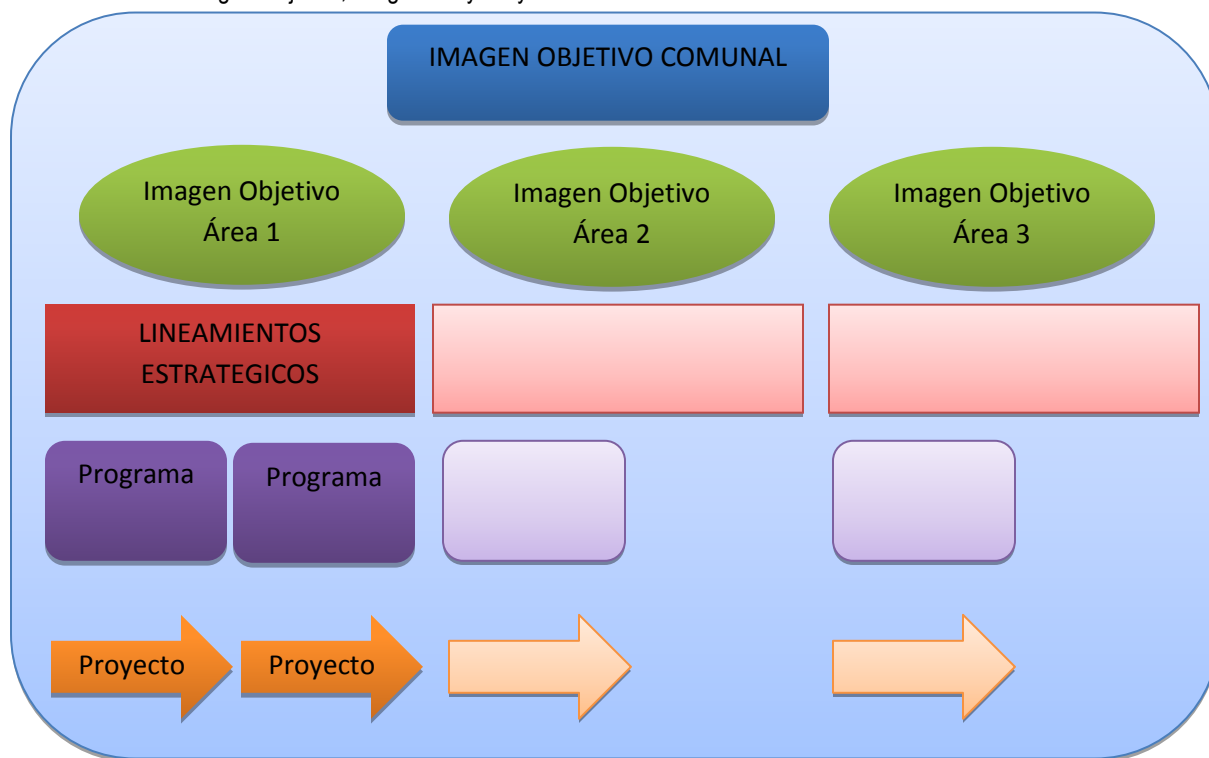 IMAGEN OBJETIVO COMUNAL
Imagen Objetivo
Área 1
Imagen Objetivo
Área 2
Imagen Objetivo
Área 3
LINEAMIENTOS
ESTRATEGICOS
Programa
Programa
Proyecto
Proyecto